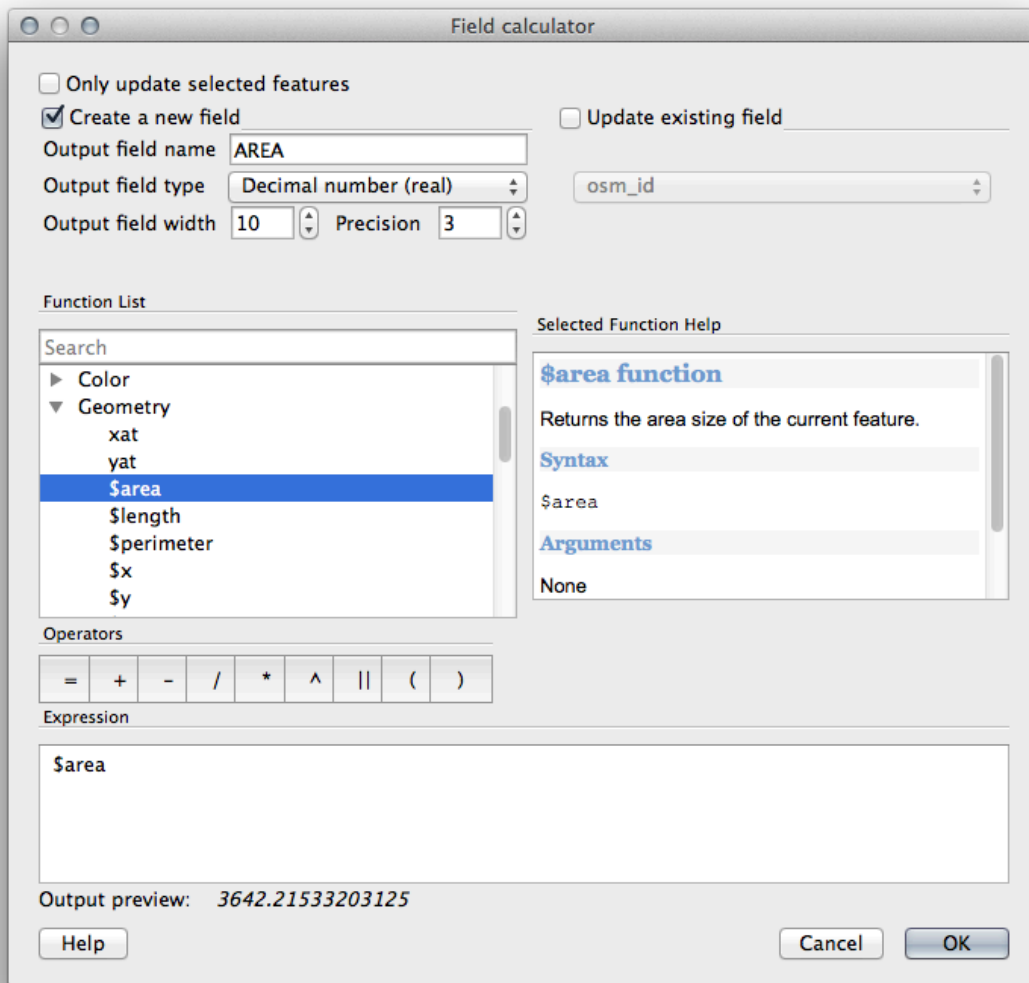 Field calculator
Only update selected features
Create a new field
Update existing field
Output field name AREA
Output field type Decimal number (real)
osm_id
Output field width 10 Precision 3
Function List
Selected Function Help
Search
Color
Geometry
xat
yat
$area
$length
$perimeter
$x
$y
$area function
Returns the area size of the current feature.
Syntax
$area
Arguments
None
Operators
= + - / * ^ || ( )
Expression
$area
Output preview: 3642.21533203125
Help Cancel OK